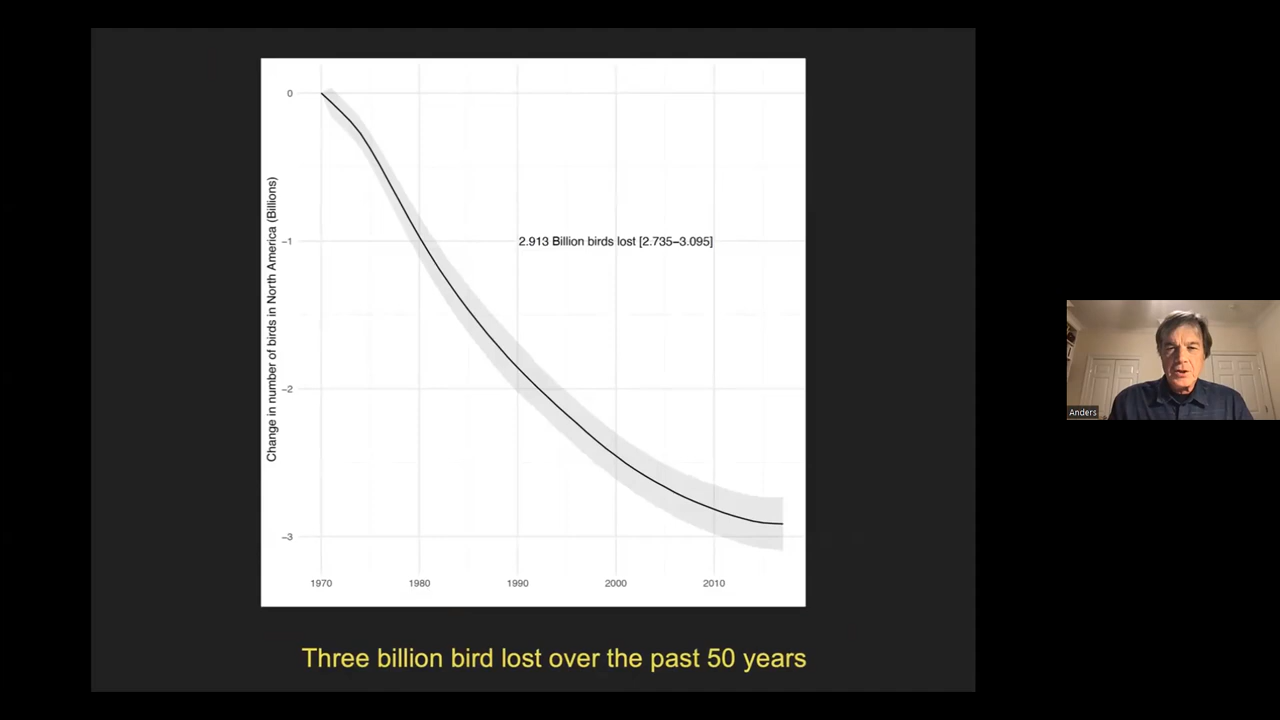 0
−1
−2
−3
Change in number of birds in North America (Billions)
2.913 Billion birds lost [2.735−3.095]
1970 1980 1990 2000 2010
Three billion bird lost over the past 50 years
Anders